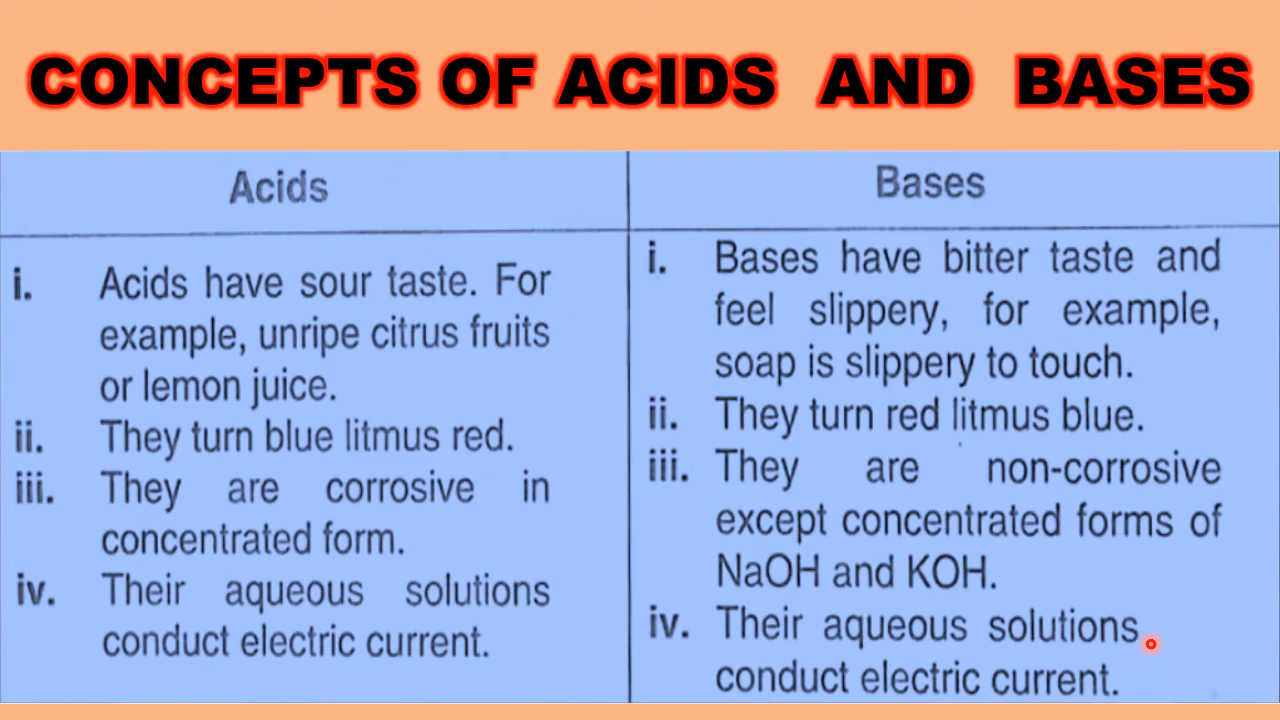 CONCEPTS OF ACIDS AND BASES
Acids
i. Acids have sour taste. For
example, unripe citrus fruits
or lemon juice.
ii. They turn blue litmus red.
iii. They are corrosive in
concentrated form.
iv. Their aqueous solutions
conduct electric current.
Bases
i. Bases have bitter taste and
feel slippery, for example,
soap is slippery to touch.
ii. They turn red litmus blue.
iii. They are non-corrosive
except concentrated forms of
NaOH and KOH.
iv. Their aqueous solutions
conduct electric current.